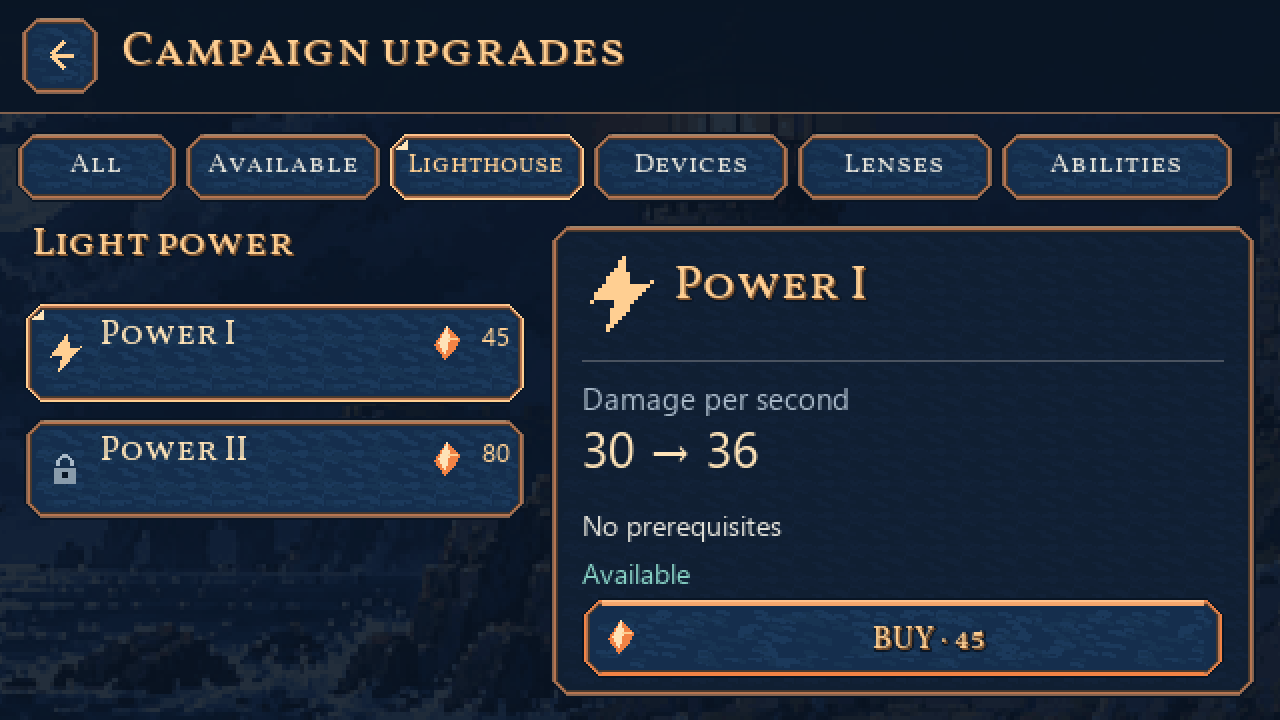 Campaign upgrades
All
Available
Lighthouse
Devices
Lenses
Abilities
Light power
Power I
45
Power II
80
Power I
Damage per second
30 → 36
No prerequisites
Available
BUY · 45